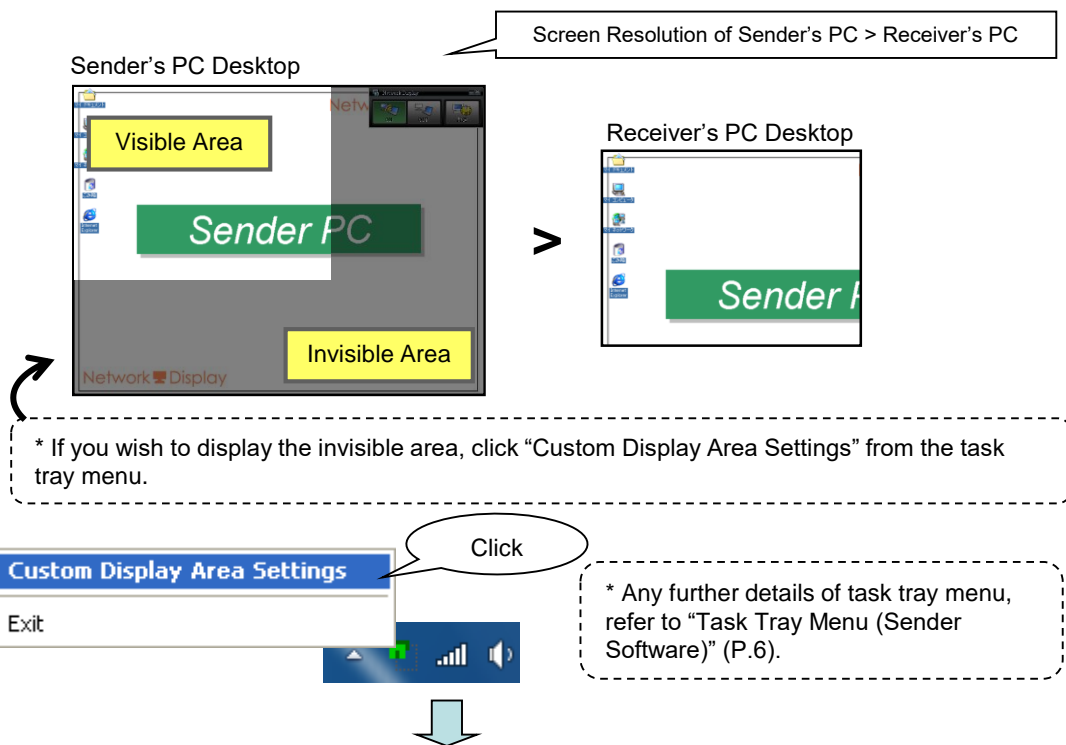 Screen Resolution of Sender's PC > Receiver's PC
Sender's PC Desktop
Netw
Visible Area
Receiver's PC Desktop
Sender PC
>
Sender
Invisible Area
Network Display
* If you wish to display the invisible area, click “Custom Display Area Settings” from the task
tray menu.
Click
Custom Display Area Settings
Exit
* Any further details of task tray menu,
refer to “Task Tray Menu (Sender
Software)” (P.6).